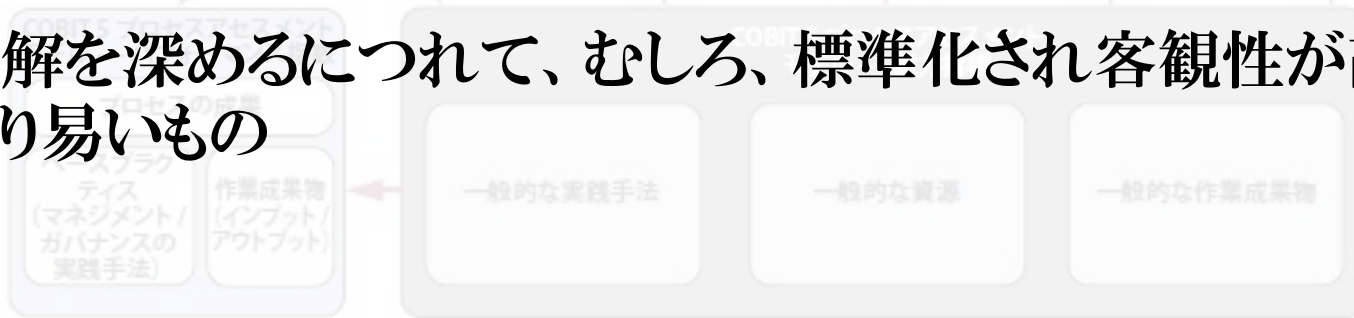 解を深めるにつれて、むしろ、標準化され客観性が
り易いもの
COBIT 5 プロセスアセスメント
プロセスの成果
ベースプラク
ティス
(マネジメント /
ガバナンスの
実践手法)
作業成果物
(インプット /
アウトプット)
一般的な実践手法
一般的な資源
一般的な作業成果物